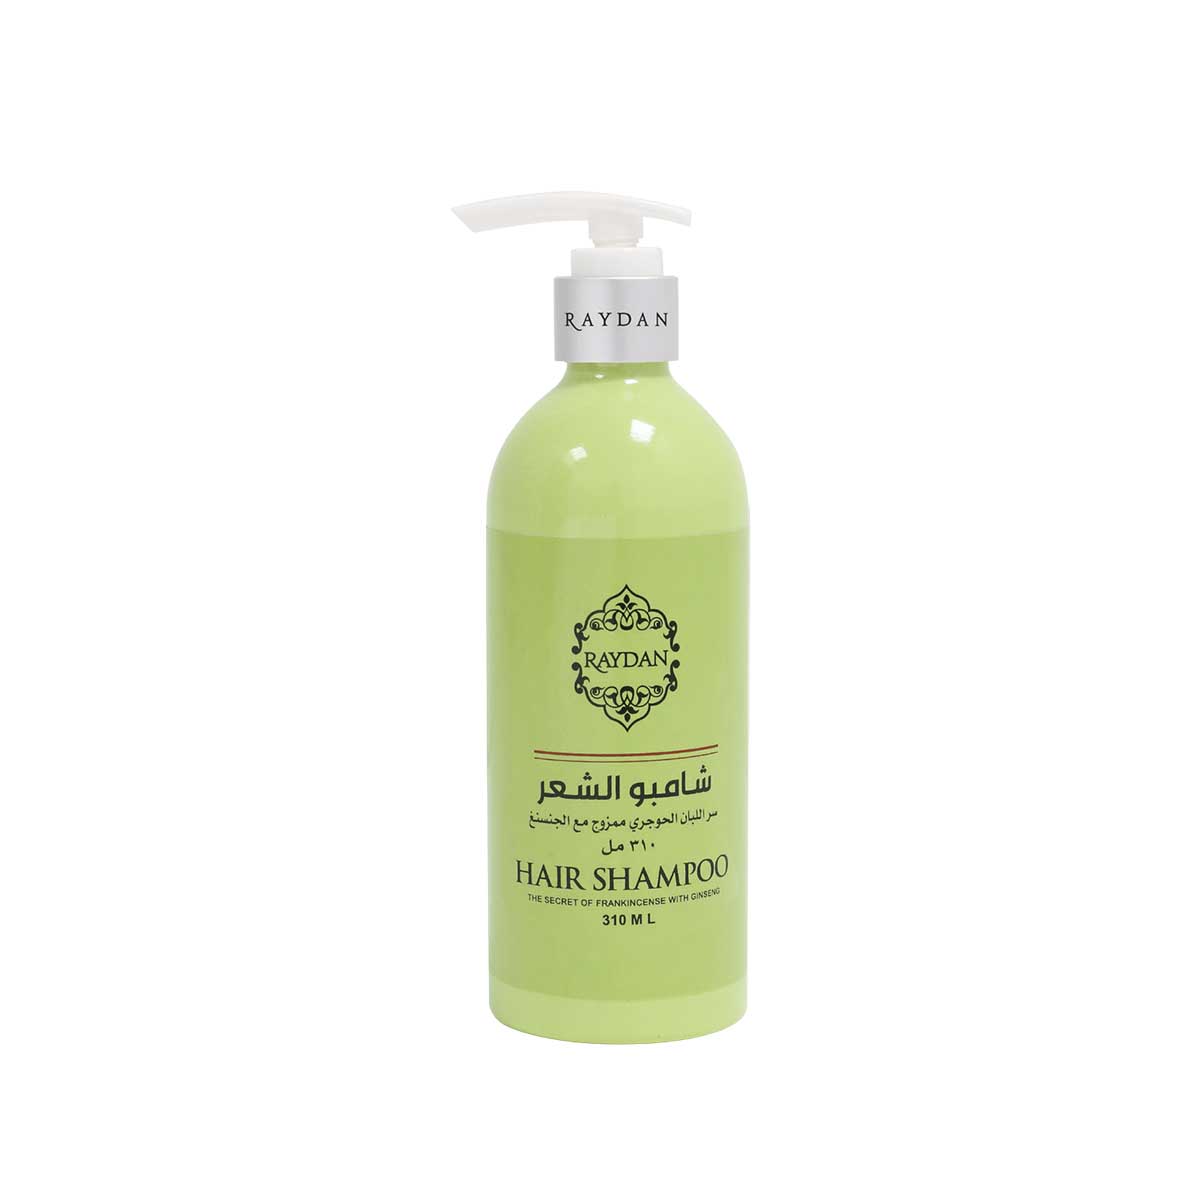 RAYDAN
RAYDAN
شامبو الشعر
سر اللبان الحوجري ممزوج مع الجنسنغ
٣١٠ مل
HAIR SHAMPOO
THE SECRET OF FRANKINCENSE WITH GINSENG
310 M L